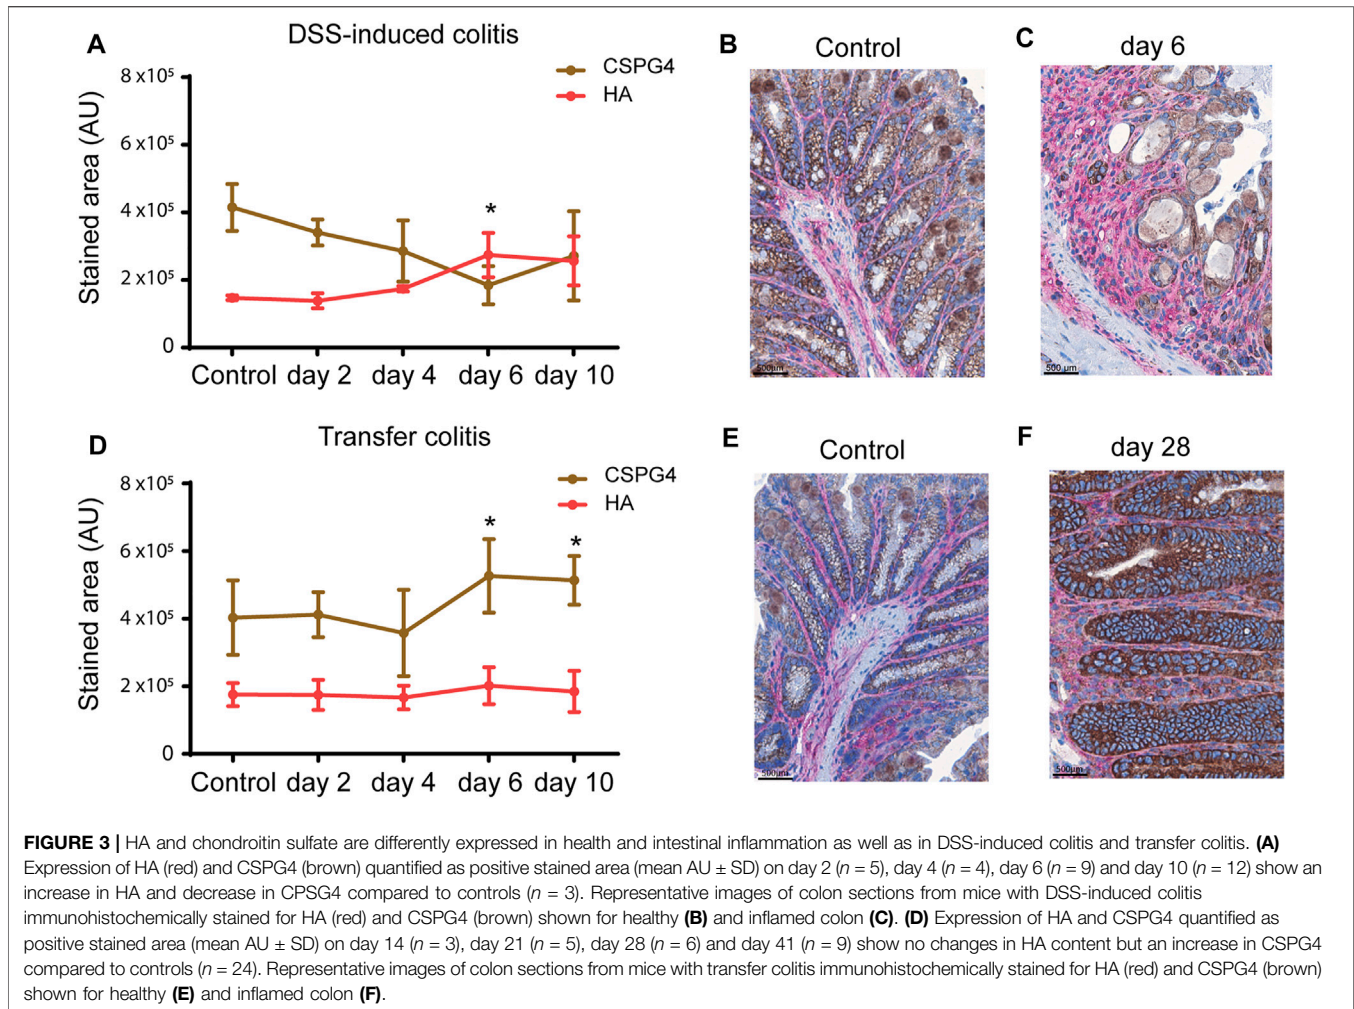 A
DSS-induced colitis
CSPG4
HA
Stained area (AU)
8 x10⁵
6 x10⁵
4 x10⁵
2 x10⁵
0
*
Control day 2 day 4 day 6 day 10
B
Control
500µm
C
day 6
500 µm
D
Transfer colitis
CSPG4
HA
Stained area (AU)
8 x10⁵
6 x10⁵
4 x10⁵
2 x10⁵
0
*
*
Control day 2 day 4 day 6 day 10
E
Control
500µm
F
day 28
500µm
FIGURE 3 | HA and chondroitin sulfate are differently expressed in health and intestinal inflammation as well as in DSS-induced colitis and transfer colitis. (A)
Expression of HA (red) and CSPG4 (brown) quantified as positive stained area (mean AU ± SD) on day 2 (n = 5), day 4 (n = 4), day 6 (n = 9) and day 10 (n = 12) show an
increase in HA and decrease in CPSG4 compared to controls (n = 3). Representative images of colon sections from mice with DSS-induced colitis
immunohistochemically stained for HA (red) and CSPG4 (brown) shown for healthy (B) and inflamed colon (C). (D) Expression of HA and CSPG4 quantified as
positive stained area (mean AU ± SD) on day 14 (n = 3), day 21 (n = 5), day 28 (n = 6) and day 41 (n = 9) show no changes in HA content but an increase in CSPG4
compared to controls (n = 24). Representative images of colon sections from mice with transfer colitis immunohistochemically stained for HA (red) and CSPG4 (brown)
shown for healthy (E) and inflamed colon (F).